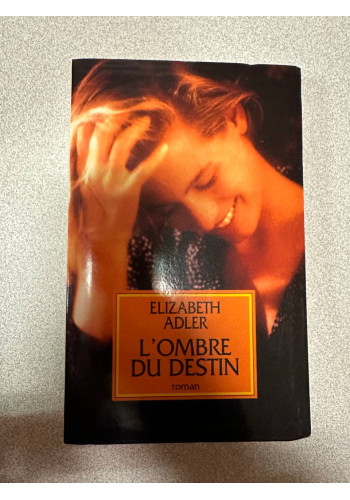 ELIZABETH
ADLER
L'OMBRE
DU DESTIN
roman